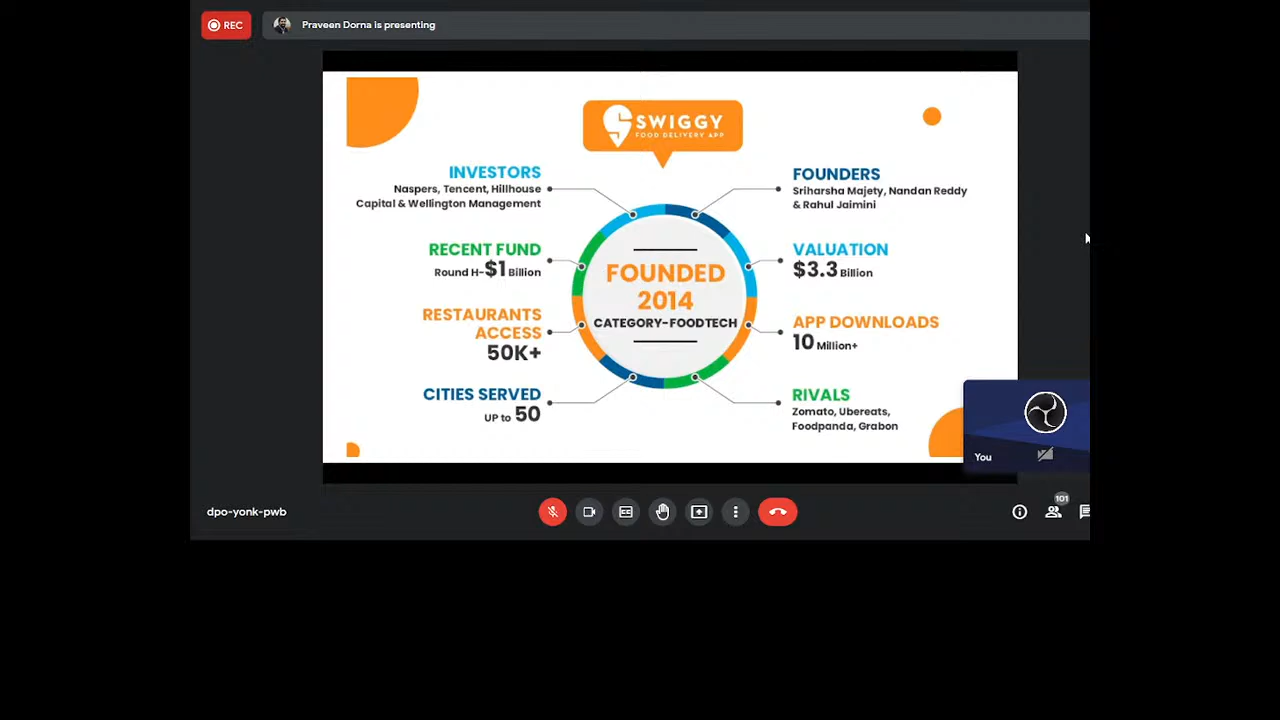 REC
Praveen Dorna is presenting
SWIGGY
FOOD DELIVERY APP
INVESTORS
Naspers, Tencent, Hillhouse
Capital & Wellington Management
RECENT FUND
Round H-$1 Billion
RESTAURANTS
ACCESS
50K+
CITIES SERVED
UP to 50
FOUNDED
2014
CATEGORY-FOODTECH
FOUNDERS
Sriharsha Majety, Nandan Reddy
& Rahul Jaimini
VALUATION
$3.3 Billion
APP DOWNLOADS
10 Million+
RIVALS
Zomato, Ubereats,
Foodpanda, Grabon
You
dpo-yonk-pwb
CC
101